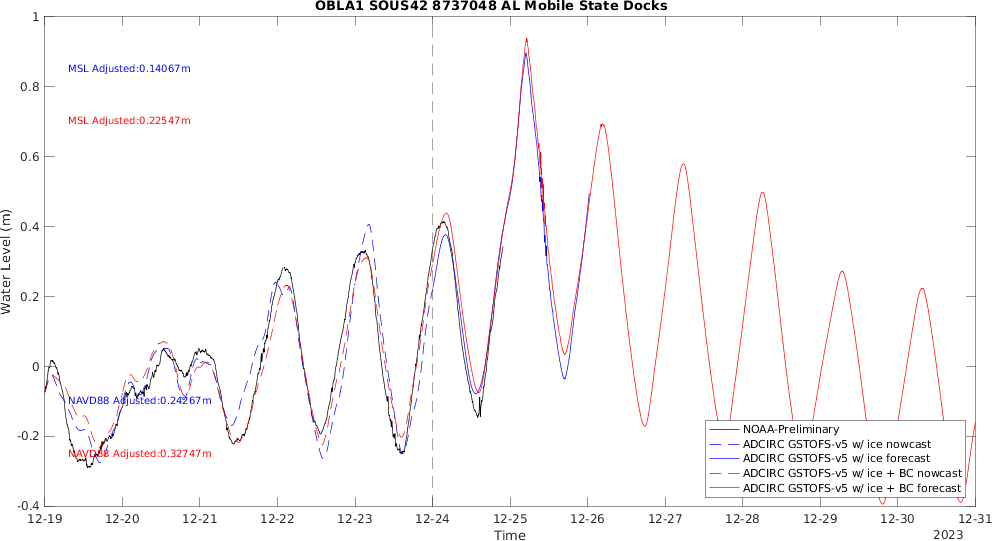 OBLA1 SOUS42 8737048 AL Mobile State Docks
Water Level (m)
1
0.8
0.6
0.4
0.2
0
-0.2
-0.4
MSL Adjusted:0.14067m
MSL Adjusted:0.22547m
NAVD88 Adjusted:0.24267m
NAVD88 Adjusted:0.32747m
NOAA-Preliminary
ADCIRC GSTOFS-v5 w/ ice nowcast
ADCIRC GSTOFS-v5 w/ ice forecast
ADCIRC GSTOFS-v5 w/ ice + BC nowcast
ADCIRC GSTOFS-v5 w/ ice + BC forecast
12-19 12-20 12-21 12-22 12-23 12-24 12-25 12-26 12-27 12-28 12-29 12-30 12-31
Time
2023